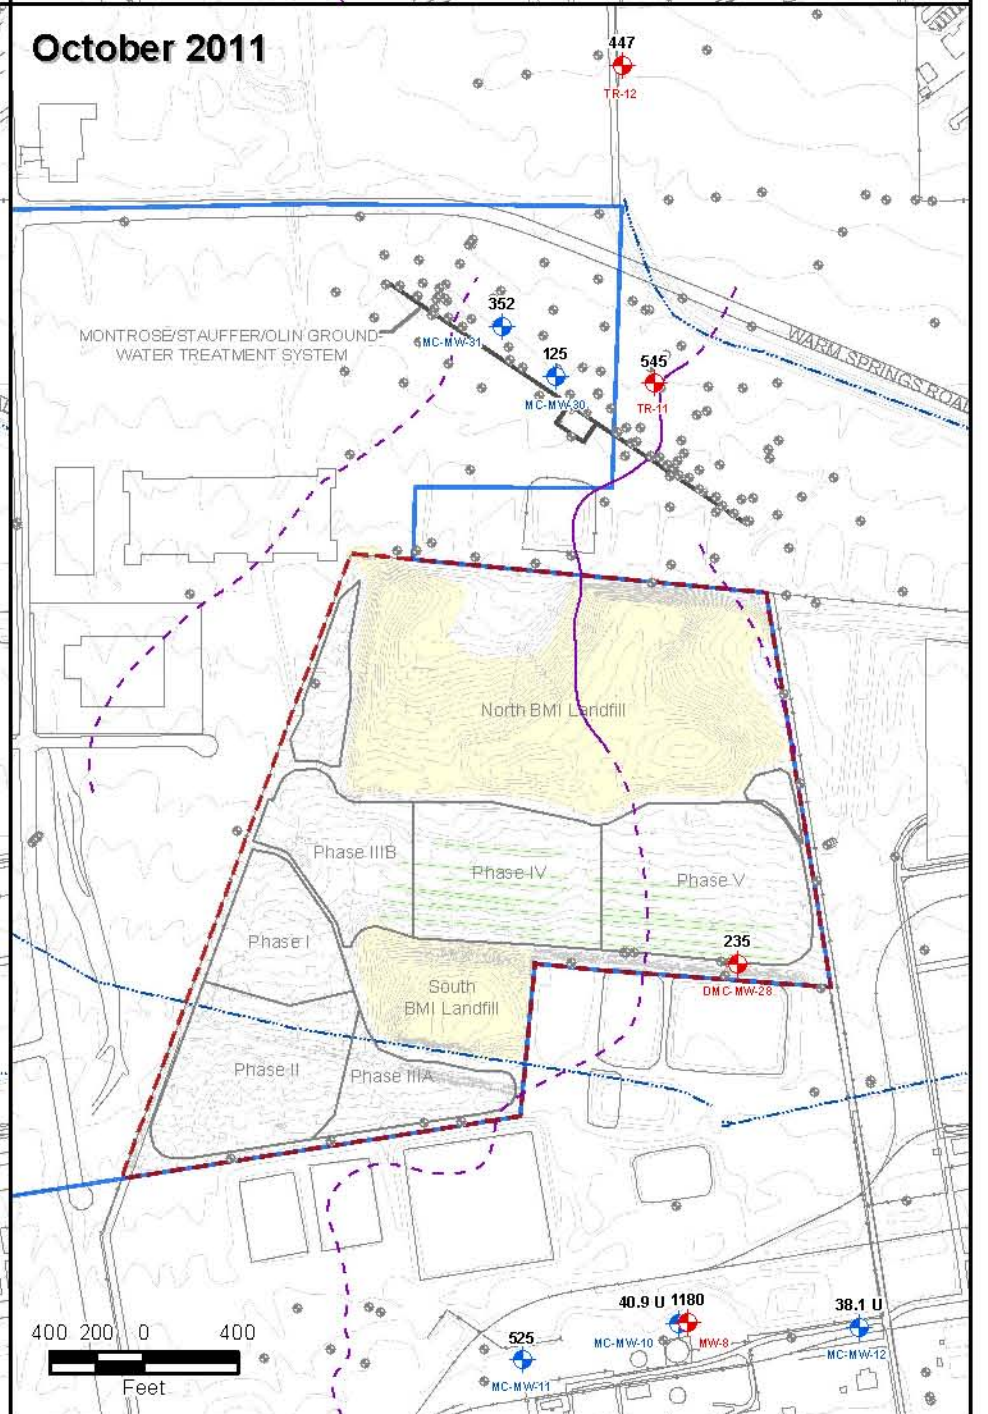 October 2011
447
TR-12
352
MONTROSE/STAUFFER/OLIN GROUND-
WATER TREATMENT SYSTEM
MC-MW-31
125
MC-MW-30
545
TR-11
WARM SPRINGS ROAD
North BMI Landfill
Phase IIIB
Phase IV
Phase V
Phase I
235
DMC-MW-28
South
BMI Landfill
Phase II
Phase IIIA
40.9 U
1180
38.1 U
MC-MW-10
MW-8
MC-MW-12
525
MC-MW-11
400 200 0 400
Feet